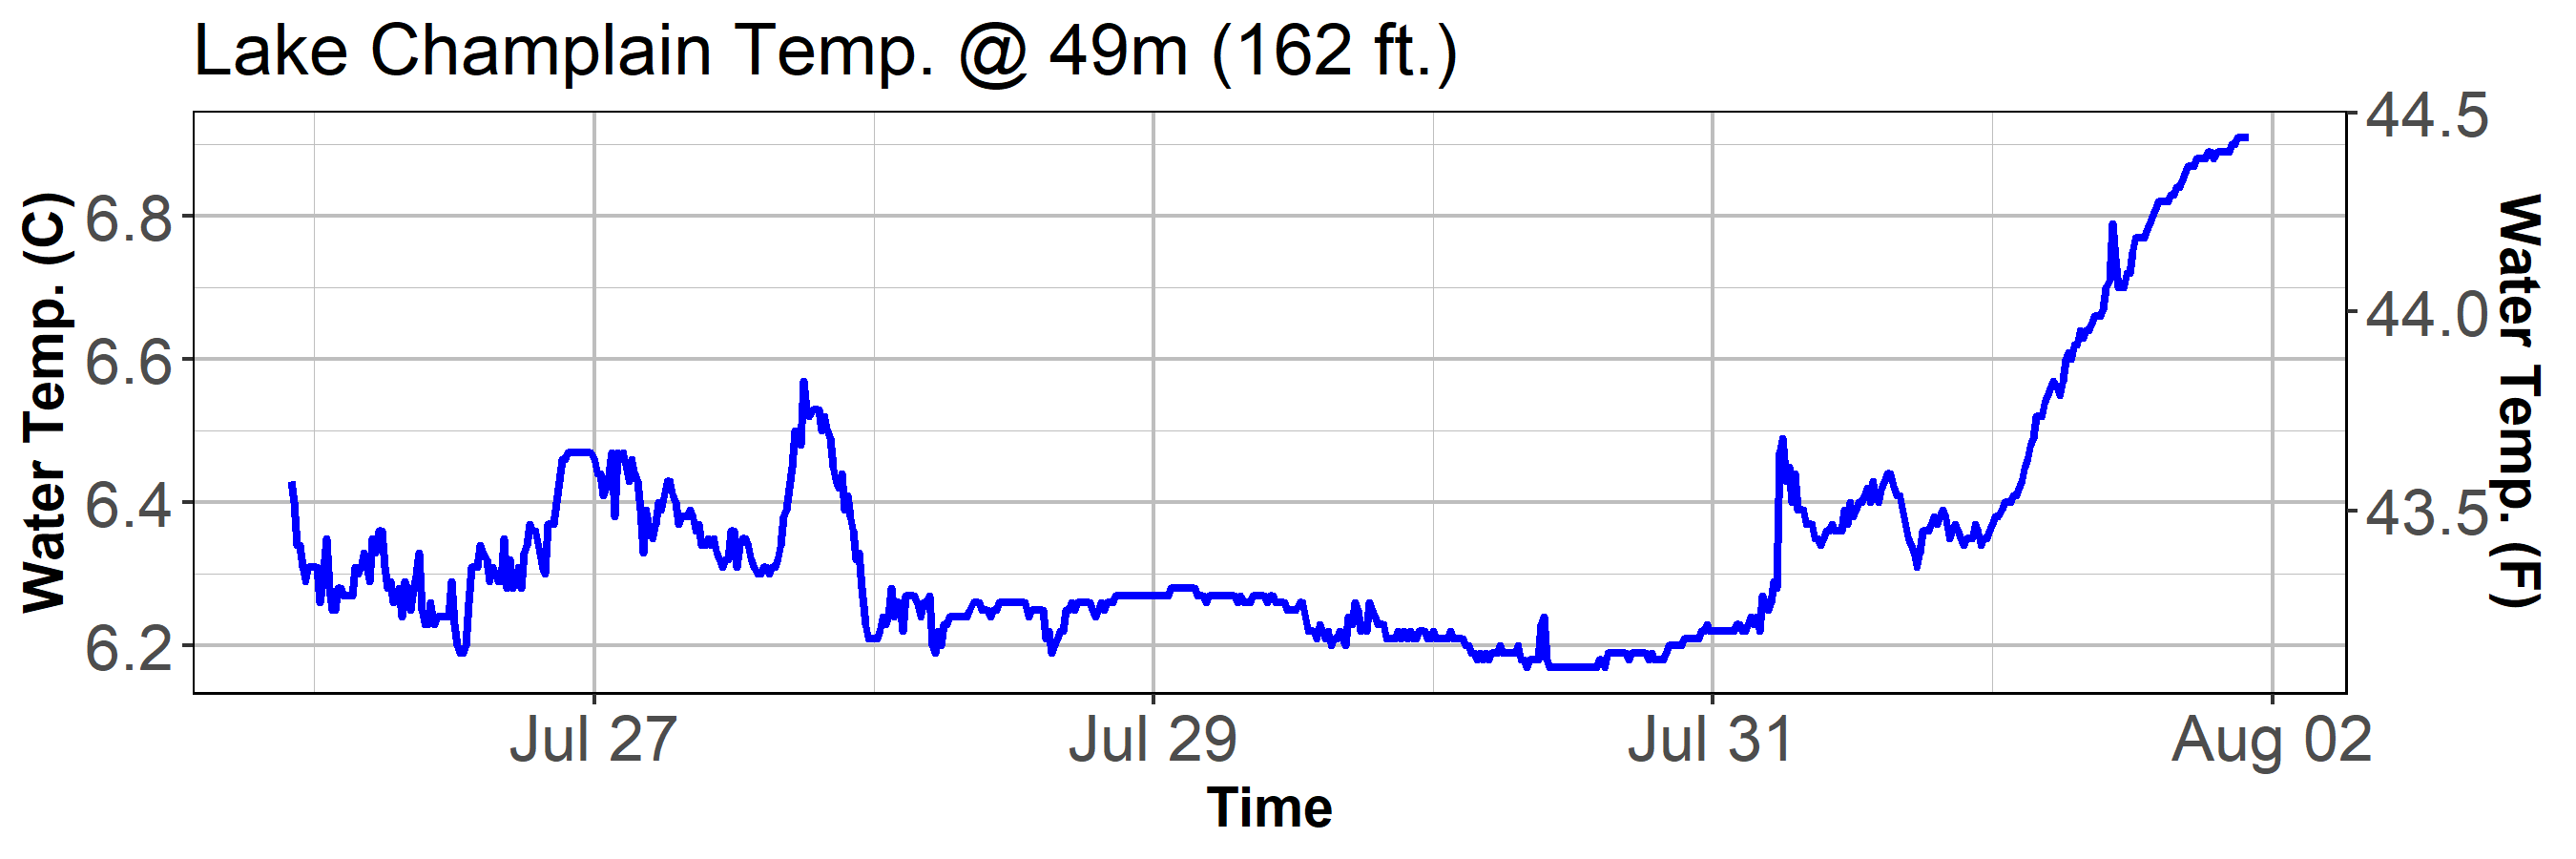 Lake Champlain Temp. @ 49m (162 ft.)
Water Temp. (C)
6.8
6.6
6.4
6.2
44.5
44.0
43.5
Water Temp. (F)
Jul 27 Jul 29 Jul 31 Aug 02
Time